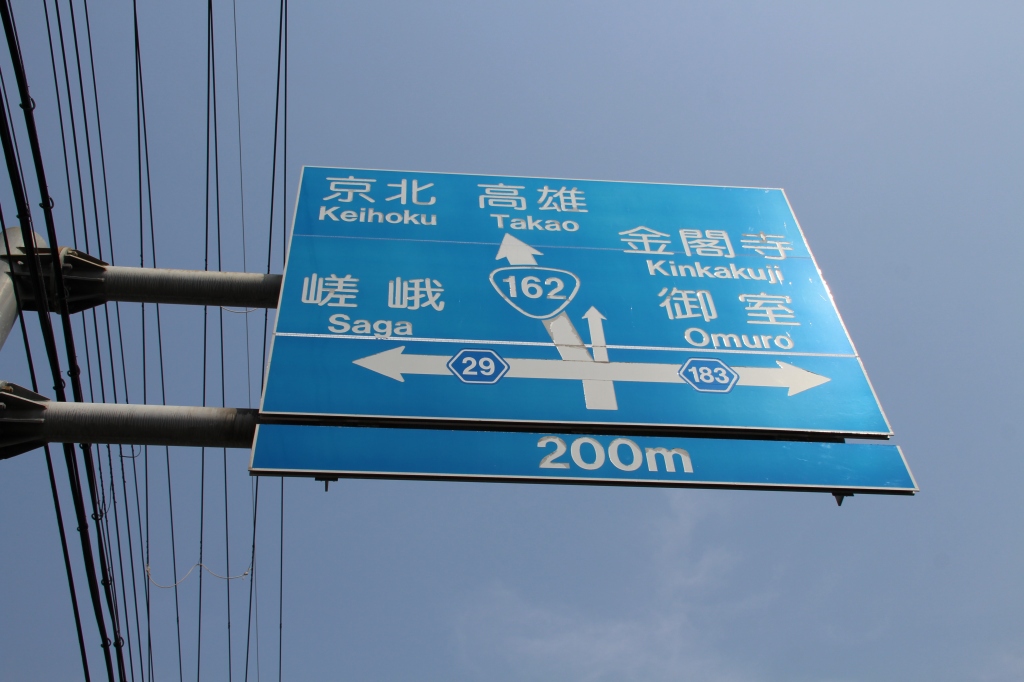 京北 高雄
Keihoku Takao
金閣寺
Kinkakuji
嵯峨
Saga
162
御室
Omuro
29
183
200m